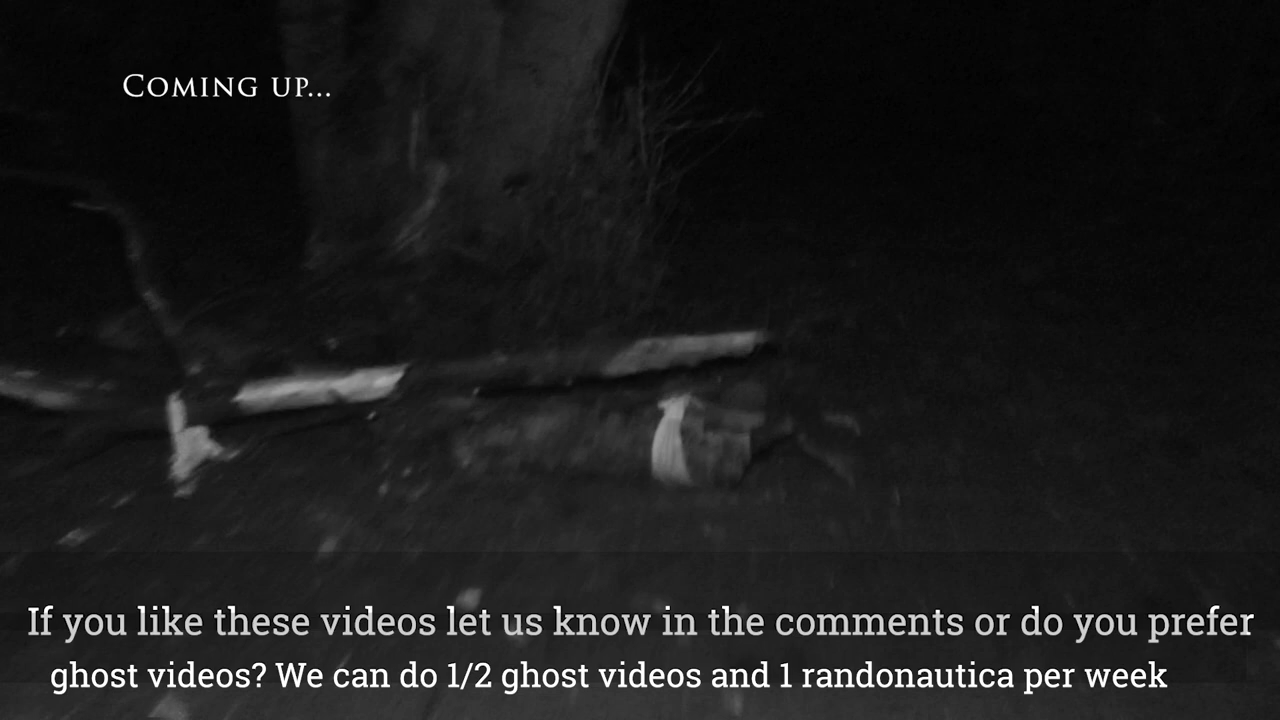 Coming up...
If you like these videos let us know in the comments or do you prefer
ghost videos? We can do 1/2 ghost videos and 1 randonautica per week